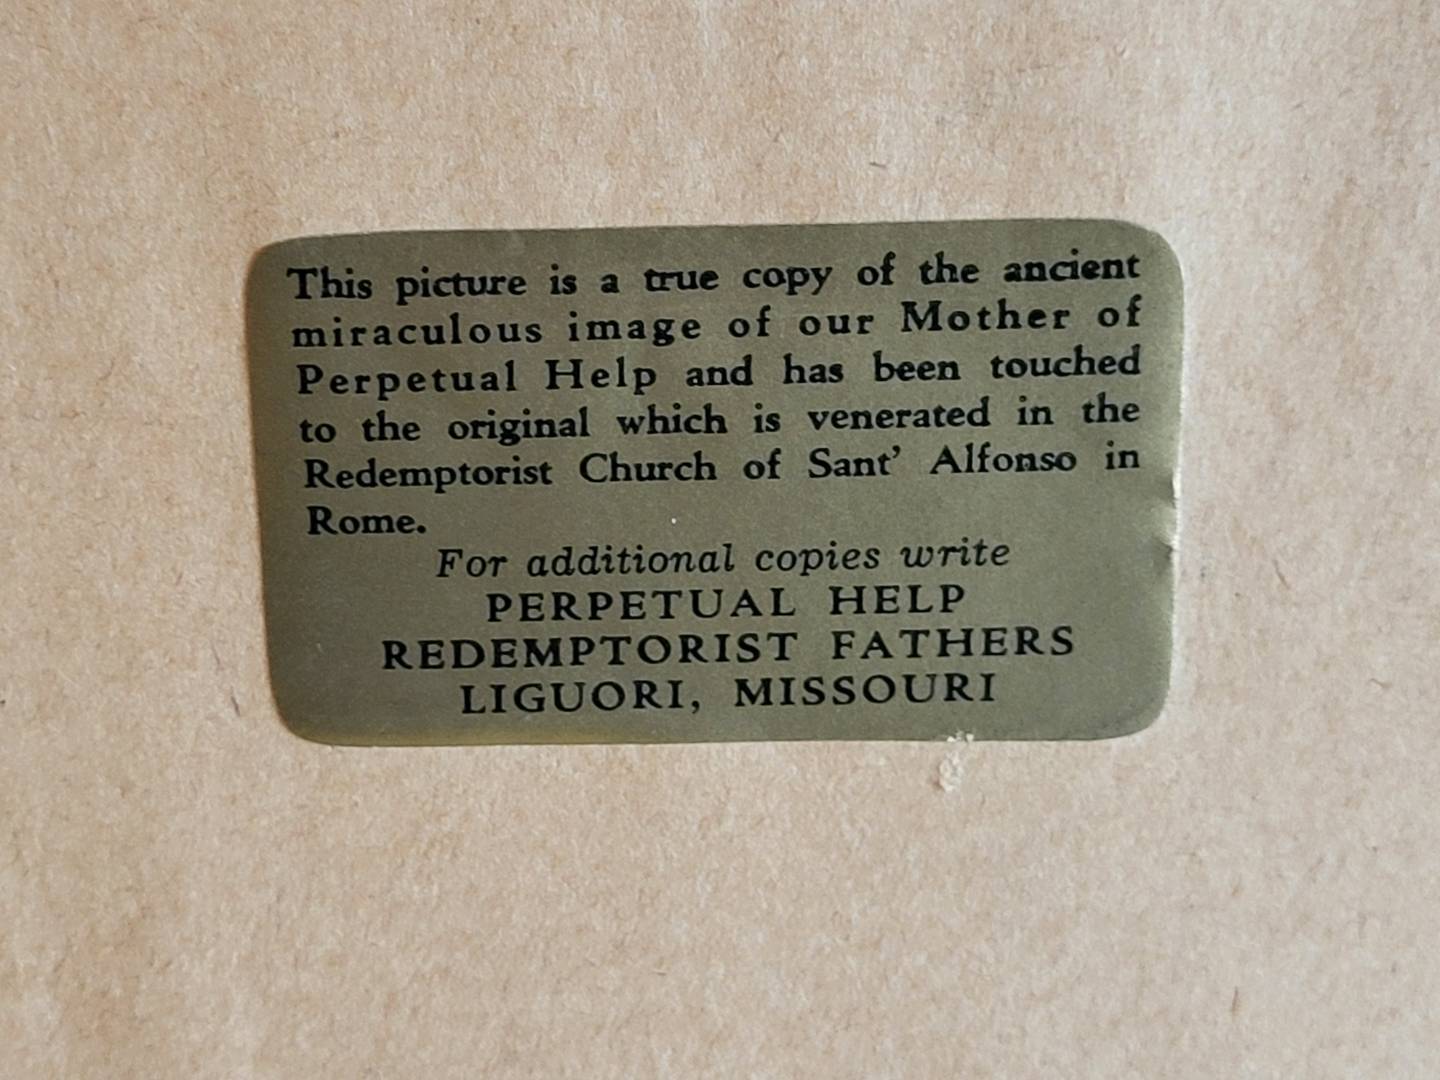 This picture is a true copy of the ancient
miraculous image of our Mother of
Perpetual Help and has been touched
to the original which is venerated in the
Redemptorist Church of Sant' Alfonso in
Rome.
For additional copies write
PERPETUAL HELP
REDEMPTORIST FATHERS
LIGUORI, MISSOURI